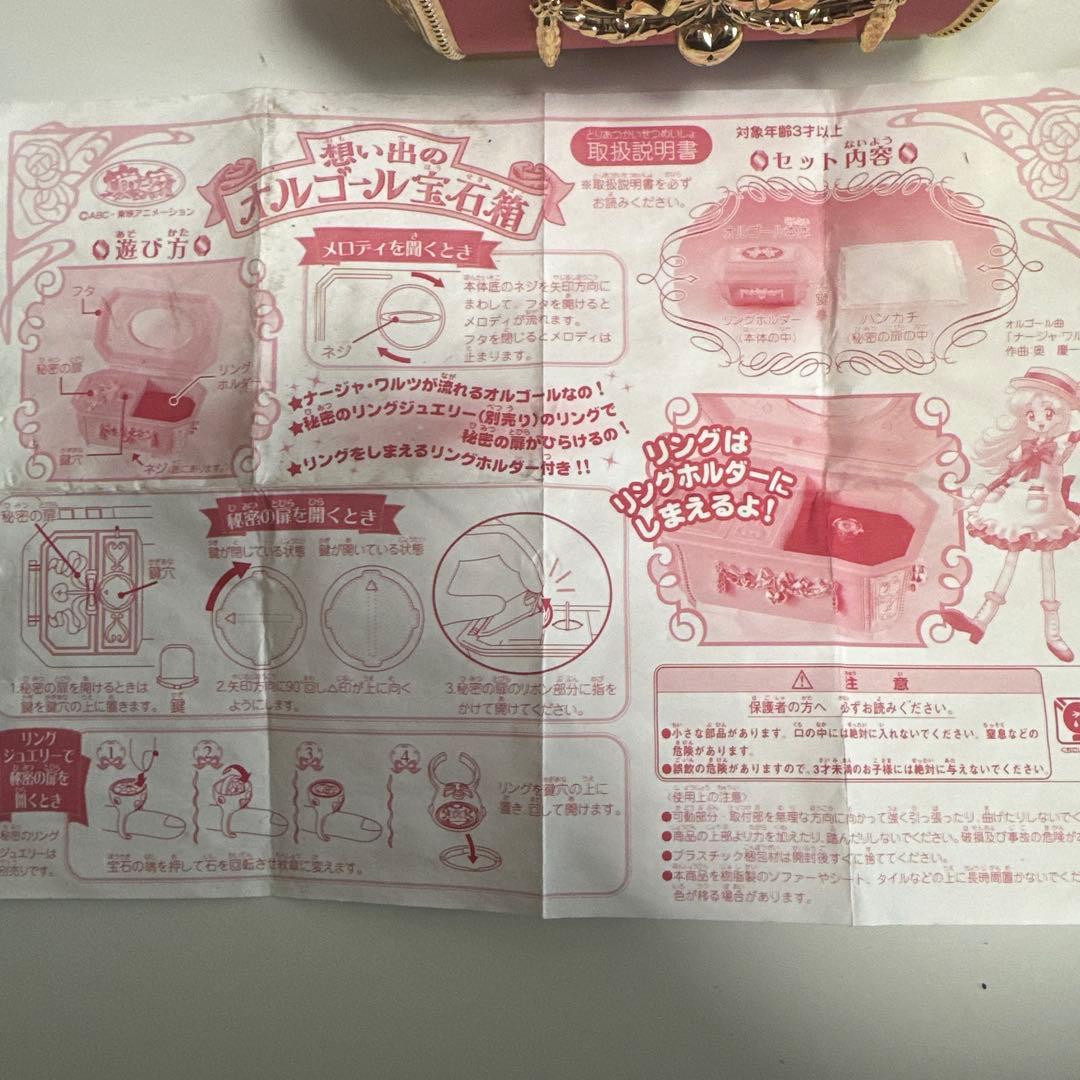 想い出の
オルゴール宝石箱
©ABC・東映アニメーション
遊び方
フタ
秘密の扉
リング
ホルダー
鍵穴
ネジ(底にあります。)
メロディを聞くとき
ネジ
本体底のネジを矢印方向に
まわして、フタを開けると
メロディが流れます。
フタを閉じるとメロディは
止まります。
★ナージャ・ワルツが流れるオルゴールなの!
★秘密のリングジュエリー(別売り)のリングで
秘密の扉がひらけるの!
★リングをしまえるリングホルダー付き!!
秘密の扉を開くとき
秘密の扉
鍵穴
鍵
鍵が閉じている状態
鍵が開いている状態
1.秘密の扉を開けるときは
鍵を鍵穴の上に置きます。
2.矢印方向に90°回し△印が上に向く
ようにします。
3.秘密の扉のリボン部分に指を
かけて開けてください。
リング
ジュエリーで
秘密の扉を
開くとき
秘密のリング
ジュエリーは
別売りです。
1
2
3
4
宝石の端を押して石を回転させ紋章に変えます。
リングを鍵穴の上に
置き、回して開けます。
とりあつかいせつめいしょ
取扱説明書
※取扱説明書を必ず
お読みください。
対象年齢3才以上
セット内容
オルゴール本体
鍵
リングホルダー
(本体の中)
ハンカチ
(秘密の扉の中)
オルゴール曲
「ナージャ・ワル
作曲:奥 慶一
リングは
リングホルダーに
しまえるよ!
注意
保護者の方へ 必ずお読みください。
●小さな部品があります。口の中には絶対に入れないでください。窒息などの
危険があります。
●誤飲の危険がありますので、3才未満のお子様には絶対に与えないでください。
〈使用上の注意〉
●可動部分・取付部を無理な方向に向かって強く引っ張ったり、曲げたりしないでく
●商品の上部より力を加えたり、踏んだりしないでください。破損及び事故の危険が
●プラスチック梱包材は開封後すぐに捨ててください。
●本商品を樹脂製のソファーやシート、タイルなどの上に長時間置かないでくだ
色が移る場合があります。